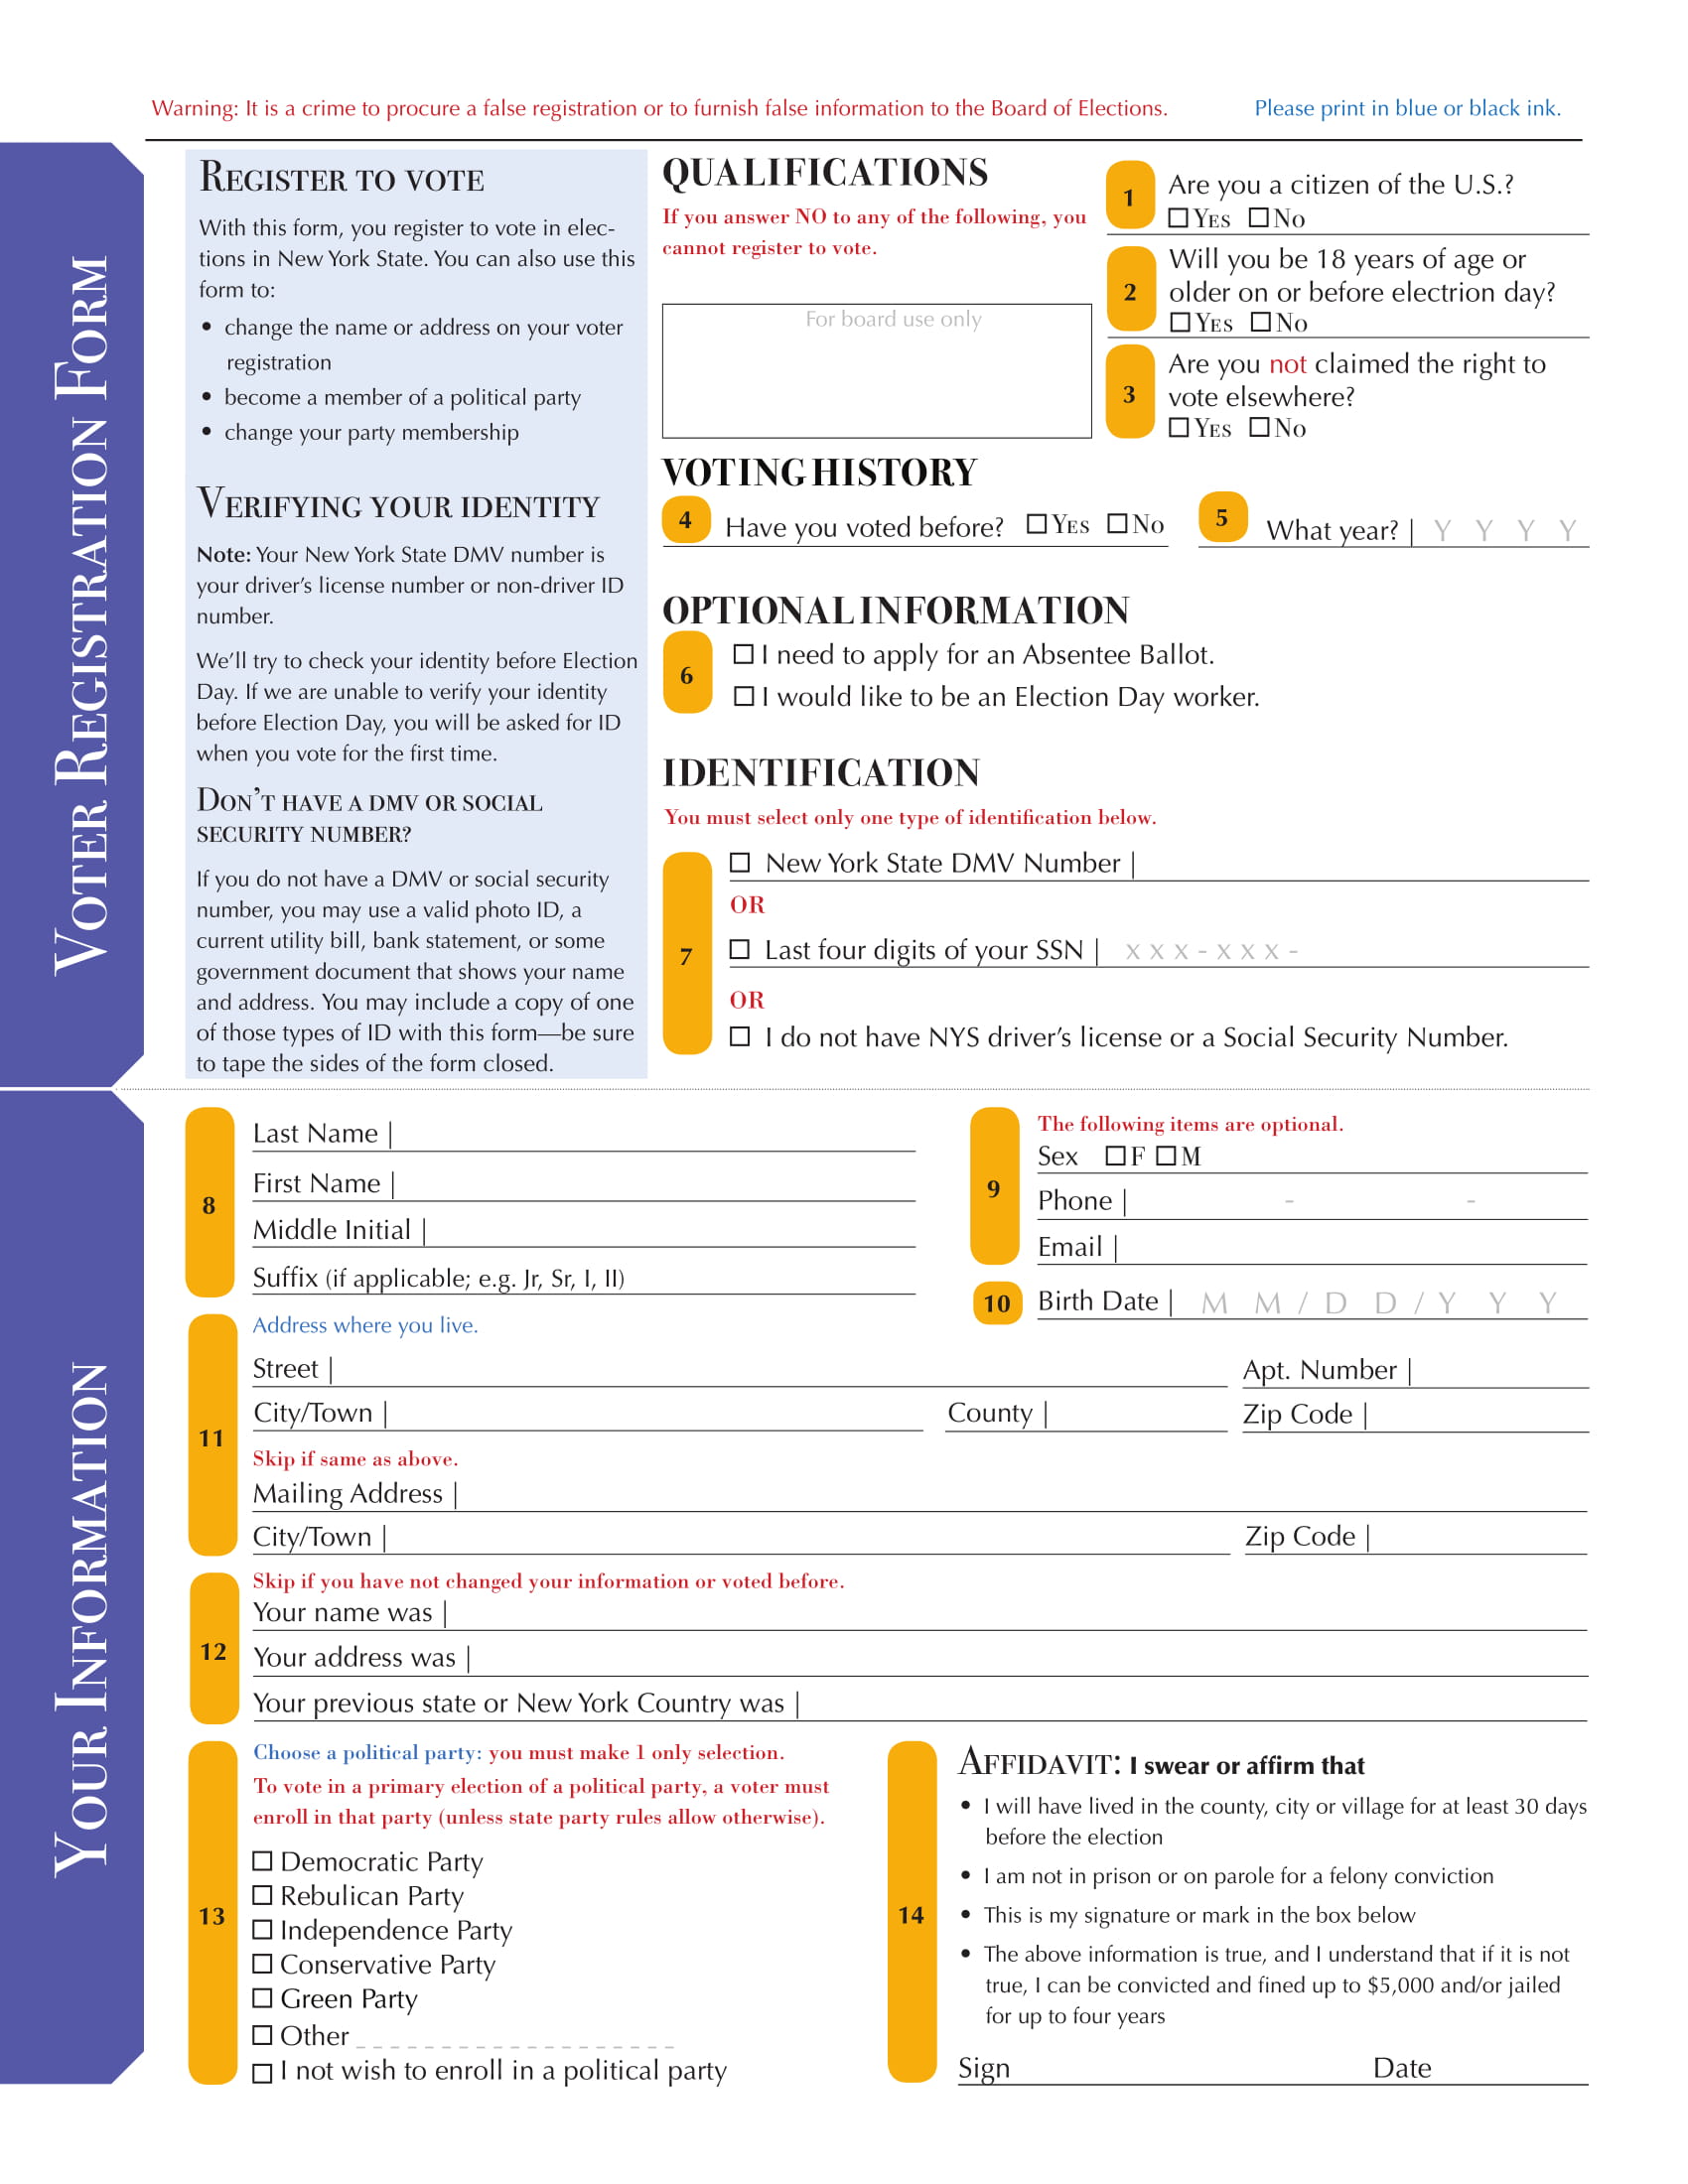 Warning: It is a crime to procure a false registration or to furnish false information to the Board of Elections.
Please print in blue or black ink.
VOTER REGISTRATION FORM
REGISTER TO VOTE
With this form, you register to vote in elec-
tions in New York State. You can also use this
form to:
• change the name or address on your voter
registration
• become a member of a political party
• change your party membership
VERIFYING YOUR IDENTITY
Note: Your New York State DMV number is
your driver's license number or non-driver ID
number.
We'll try to check your identity before Election
Day. If we are unable to verify your identity
before Election Day, you will be asked for ID
when you vote for the first time.
DON'T HAVE A DMV OR SOCIAL
SECURITY NUMBER?
If you do not have a DMV or social security
number, you may use a valid photo ID, a
current utility bill, bank statement, or some
government document that shows your name
and address. You may include a copy of one
of those types of ID with this form—be sure
to tape the sides of the form closed.
QUALIFICATIONS
If you answer NO to any of the following, you
cannot register to vote.
For board use only
1 Are you a citizen of the U.S.?
YES NO
2 Will you be 18 years of age or
older on or before electrion day?
YES NO
3 Are you not claimed the right to
vote elsewhere?
YES NO
VOTING HISTORY
4 Have you voted before? YES NO
5 What year? | Y Y Y Y
OPTIONAL INFORMATION
6
I need to apply for an Absentee Ballot.
I would like to be an Election Day worker.
IDENTIFICATION
You must select only one type of identification below.
7
New York State DMV Number |
OR
Last four digits of your SSN | x x x - x x x -
OR
I do not have NYS driver's license or a Social Security Number.
YOUR INFORMATION
8
Last Name |
First Name |
Middle Initial |
Suffix (if applicable; e.g. Jr, Sr, I, II)
9
The following items are optional.
Sex F M
Phone | - -
Email |
10 Birth Date | M M / D D / Y Y Y
11
Address where you live.
Street | Apt. Number |
City/Town | County | Zip Code |
Skip if same as above.
Mailing Address |
City/Town | Zip Code |
12
Skip if you have not changed your information or voted before.
Your name was |
Your address was |
Your previous state or New York Country was |
13
Choose a political party: you must make 1 only selection.
To vote in a primary election of a political party, a voter must
enroll in that party (unless state party rules allow otherwise).
Democratic Party
Rebulican Party
Independence Party
Conservative Party
Green Party
Other _ _ _ _ _ _ _ _ _ _ _ _ _ _ _ _ _ _ _
I not wish to enroll in a political party
14
AFFIDAVIT: I swear or affirm that
• I will have lived in the county, city or village for at least 30 days
before the election
• I am not in prison or on parole for a felony conviction
• This is my signature or mark in the box below
• The above information is true, and I understand that if it is not
true, I can be convicted and fined up to $5,000 and/or jailed
for up to four years
Sign Date